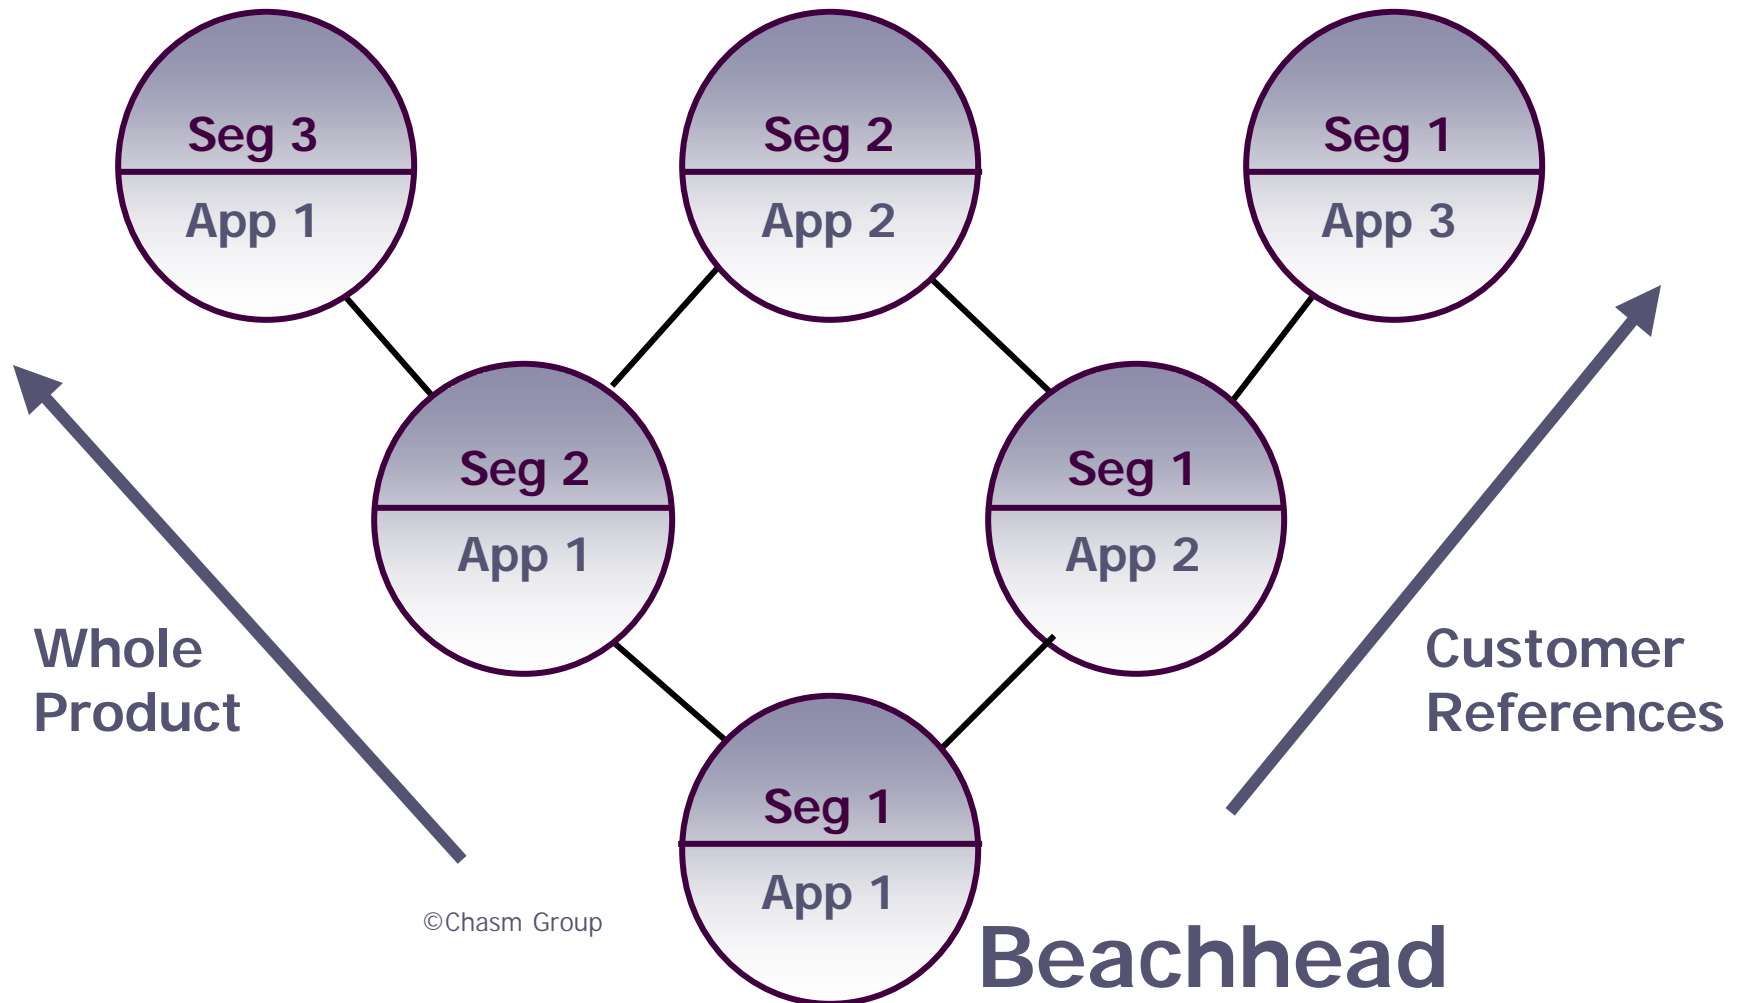 Seg 3
App 1
Seg 2
App 2
Seg 1
App 3
Seg 2
App 1
Seg 1
App 2
Whole
Product
Customer
References
Seg 1
App 1
©Chasm Group
Beachhead